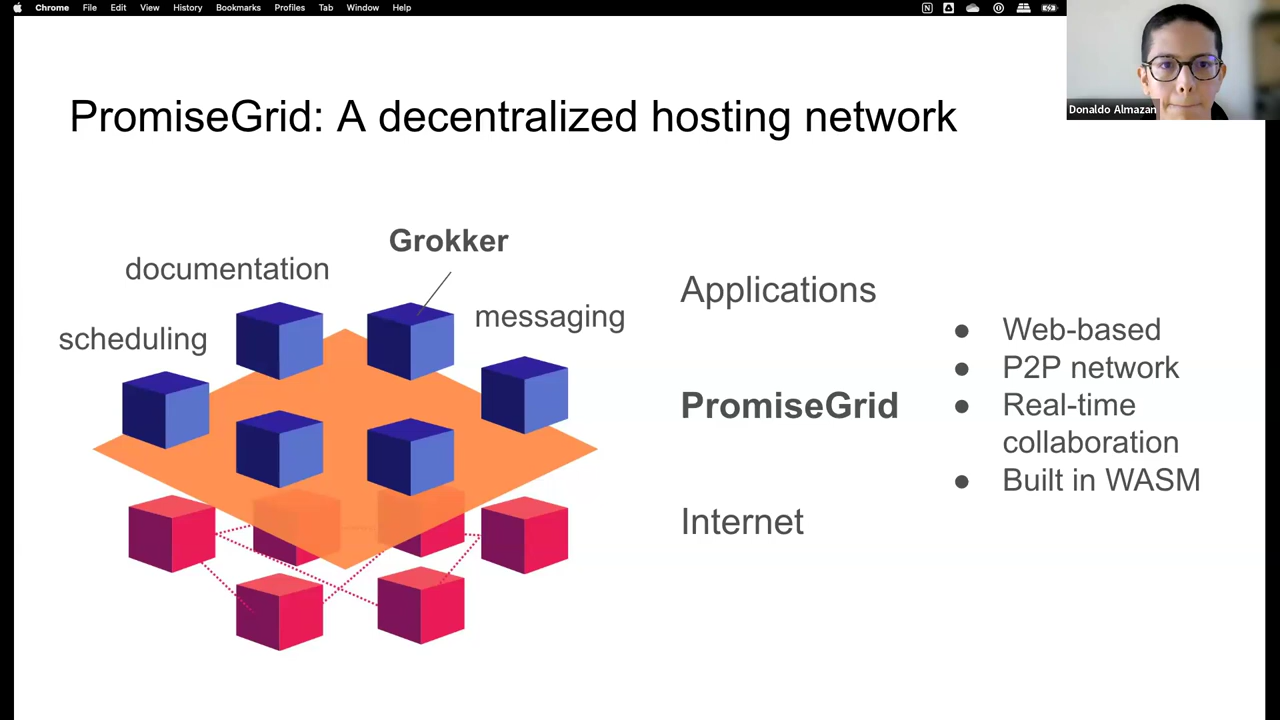 Chrome File Edit View History Bookmarks Profiles Tab Window Help
Donaldo Almazan
PromiseGrid: A decentralized hosting network
Grokker
documentation
messaging
scheduling
Applications
● Web-based
● P2P network
PromiseGrid
● Real-time
collaboration
● Built in WASM
Internet